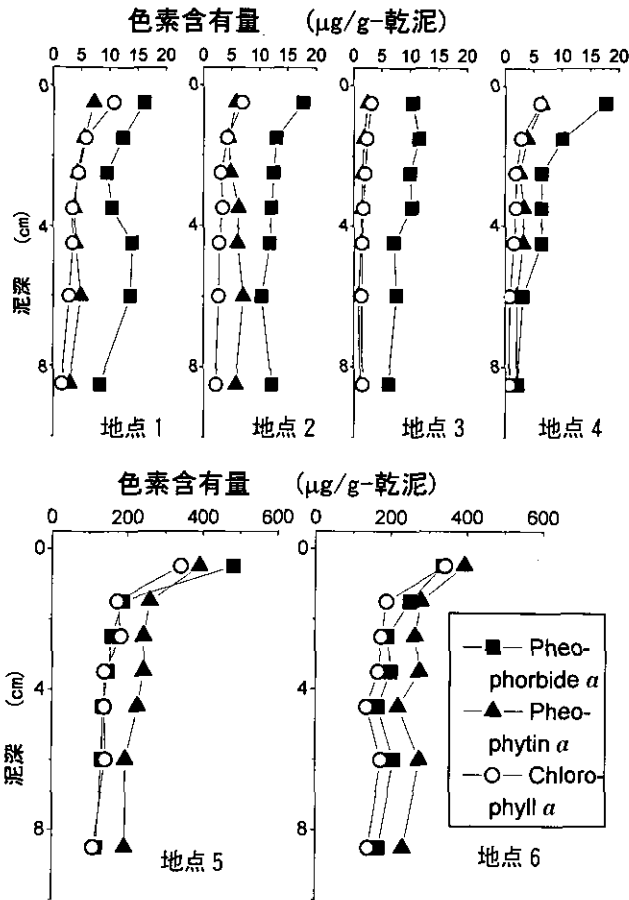 色素含有量 (μg/g-乾泥)
0 5 10 15 20
0 5 10 15 20
0 5 10 15 20
0 5 10 15 20
0
4
8
泥深 (cm)
地点 1
地点 2
地点 3
地点 4
色素含有量 (μg/g-乾泥)
0 200 400 600
0 200 400 600
0
4
8
泥深 (cm)
Pheo-
phorbide a
Pheo-
phytin a
Chloro-
phyll a
地点 5
地点 6